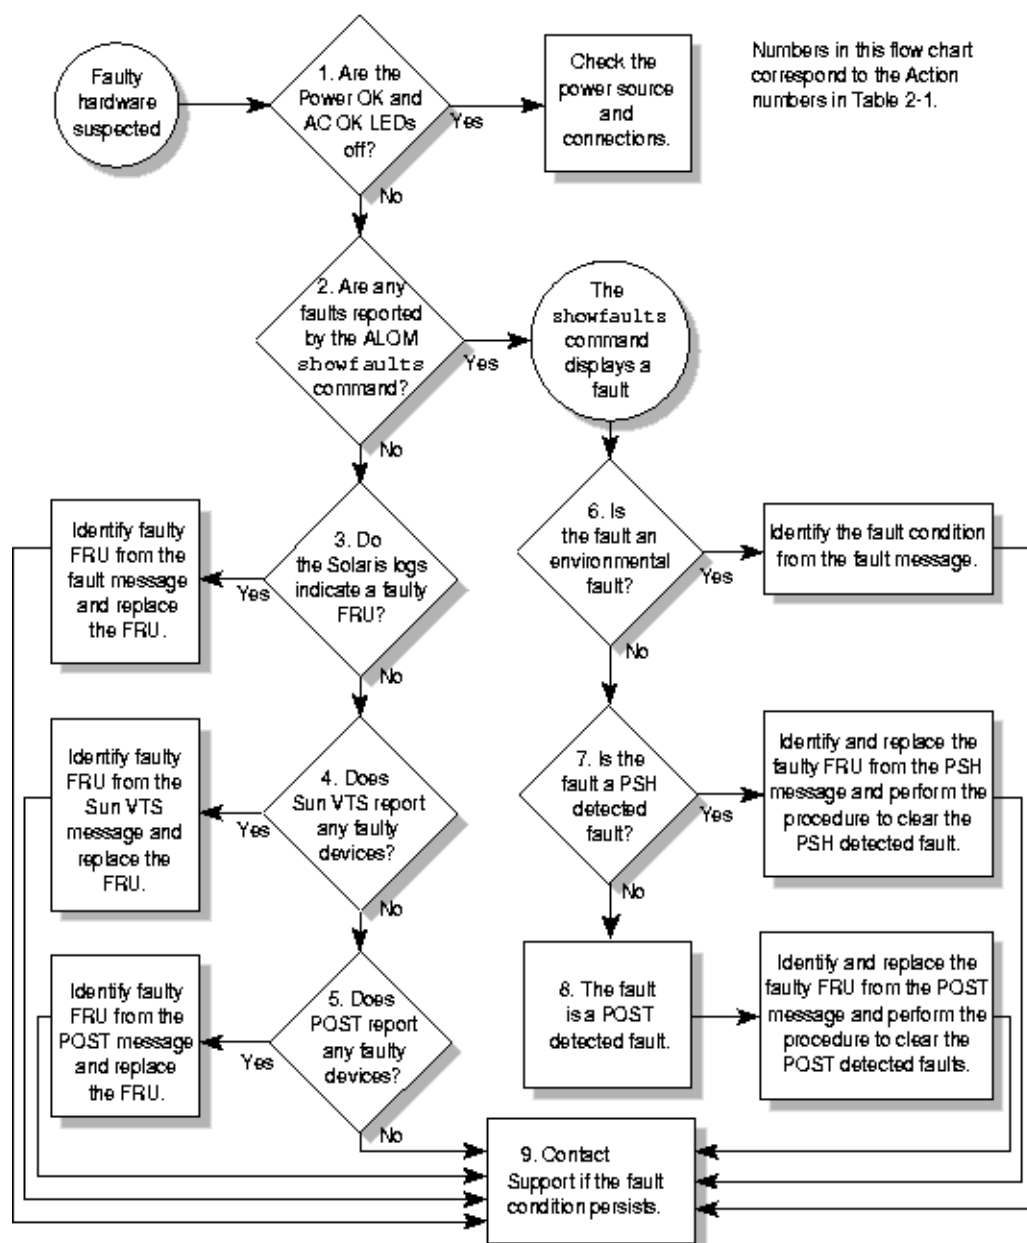 Faulty
hardware
suspected
1. Are the
Power OK and
AC OK LEDs
off?
Yes
No
Check the
power source
and
connections.
Numbers in this flow chart
correspond to the Action
numbers in Table 2-1.
2. Are any
faults reported
by the ALOM
showfaults
command?
Yes
No
The
showfaults
command
displays a
fault
3. Do
the Solaris logs
indicate a faulty
FRU?
Yes
No
Identify faulty
FRU from the
fault message
and replace
the FRU.
6. Is
the fault an
environmental
fault?
Yes
No
Identify the fault condition
from the fault message.
4. Does
Sun VTS report
any faulty
devices?
Yes
No
Identify faulty
FRU from the
Sun VTS
message and
replace the
FRU.
7. Is the
fault a PSH
detected
fault?
Yes
No
Identify and replace the
faulty FRU from the PSH
message and perform the
procedure to clear the
PSH detected fault.
5. Does
POST report
any faulty
devices?
Yes
No
Identify faulty
FRU from the
POST message
and replace
the FRU.
8. The fault
is a POST
detected fault.
Identify and replace the
faulty FRU from the POST
message and perform the
procedure to clear the
POST detected faults.
9. Contact
Support if the fault
condition persists.